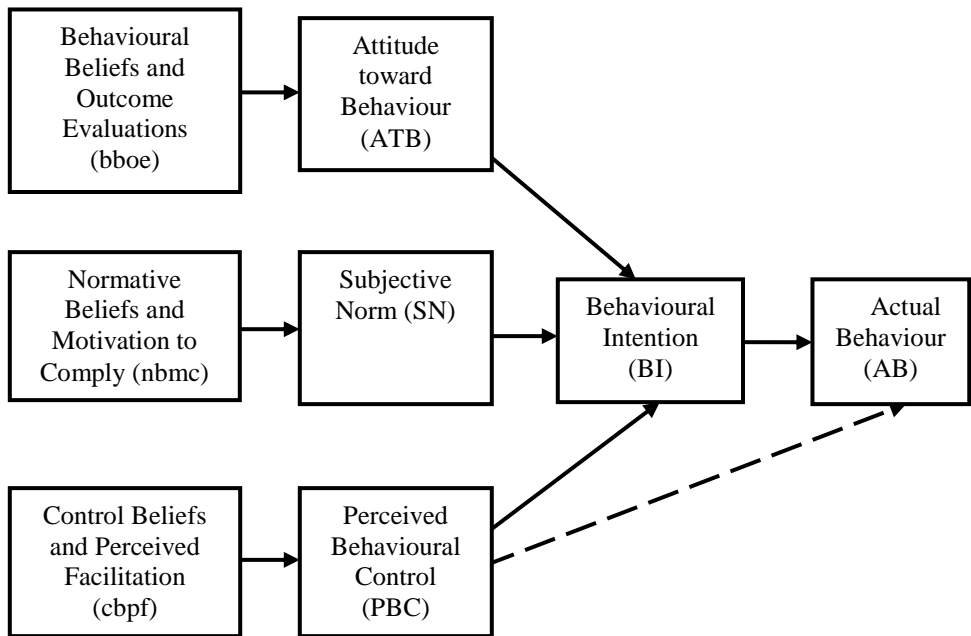 Behavioural
Beliefs and
Outcome
Evaluations
(bboe)
Attitude
toward
Behaviour
(ATB)
Normative
Beliefs and
Motivation to
Comply (nbmc)
Subjective
Norm (SN)
Behavioural
Intention
(BI)
Actual
Behaviour
(AB)
Control Beliefs
and Perceived
Facilitation
(cbpf)
Perceived
Behavioural
Control
(PBC)